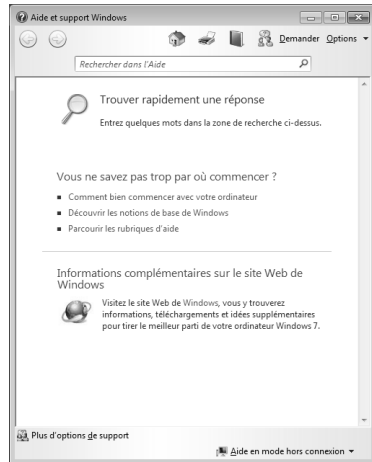 Aide et support Windows
Demander Options
Rechercher dans l'Aide
Trouver rapidement une réponse
Entrez quelques mots dans la zone de recherche ci-dessus.
Vous ne savez pas trop par où commencer ?
Comment bien commencer avec votre ordinateur
Découvrir les notions de base de Windows
Parcourir les rubriques d'aide
Informations complémentaires sur le site Web de
Windows
Visitez le site Web de Windows, vous y trouverez
informations, téléchargements et idées supplémentaires
pour tirer le meilleur parti de votre ordinateur Windows 7.
Plus d'options de support
Aide en mode hors connexion